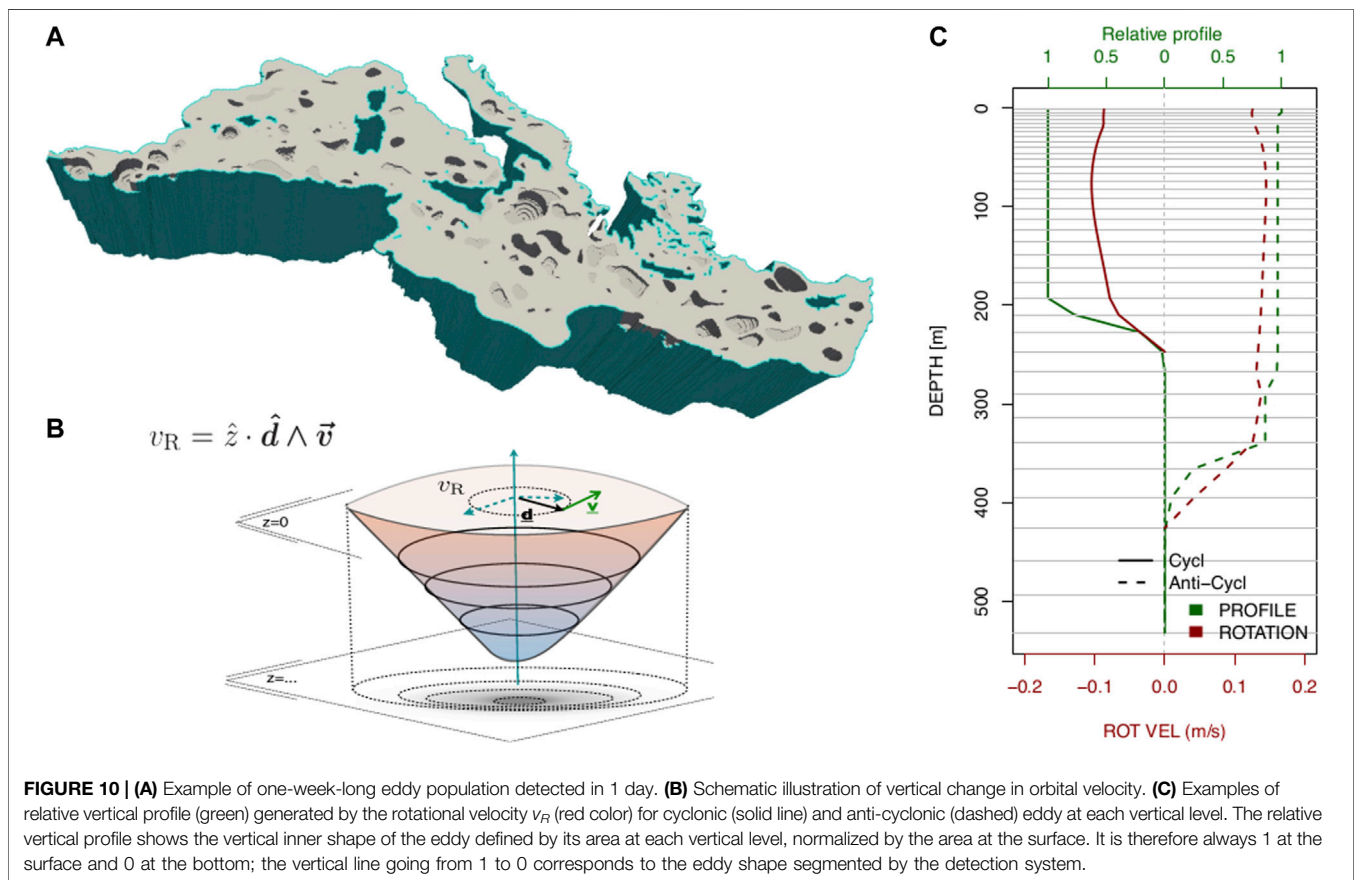 A
B
v_R = ẑ · d̂ ∧ v⃗
v_R
d
v
z=0
z=...
C
Relative profile
1 0.5 0 0.5 1
0
100
200
300
400
500
DEPTH [m]
Cycl
Anti-Cycl
PROFILE
ROTATION
−0.2 −0.1 0.0 0.1 0.2
ROT VEL (m/s)
FIGURE 10 | (A) Example of one-week-long eddy population detected in 1 day. (B) Schematic illustration of vertical change in orbital velocity. (C) Examples of
relative vertical profile (green) generated by the rotational velocity v_R (red color) for cyclonic (solid line) and anti-cyclonic (dashed) eddy at each vertical level. The relative
vertical profile shows the vertical inner shape of the eddy defined by its area at each vertical level, normalized by the area at the surface. It is therefore always 1 at the
surface and 0 at the bottom; the vertical line going from 1 to 0 corresponds to the eddy shape segmented by the detection system.